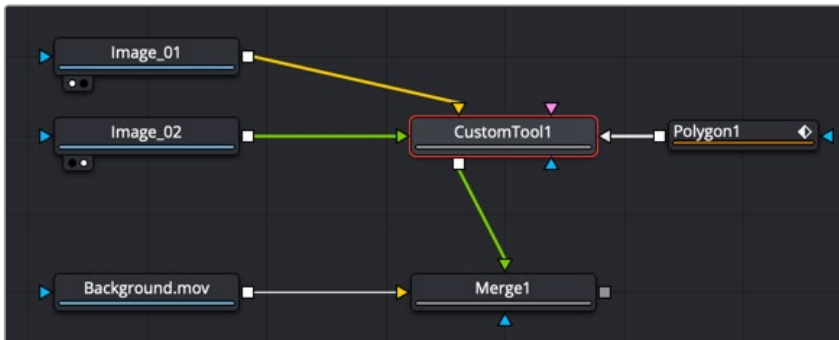 Image_01
Image_02
CustomTool1
Polygon1
Background.mov
Merge1